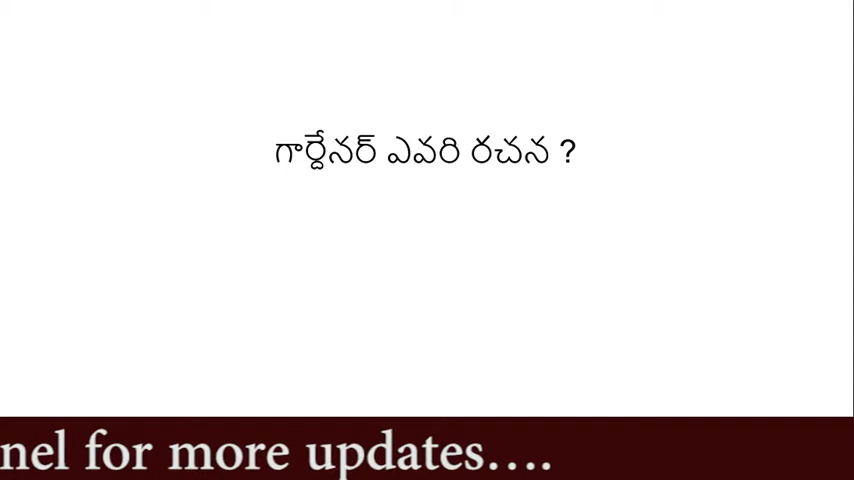 గార్దేనర్ ఎవరి రచన ?
nel for more updates....